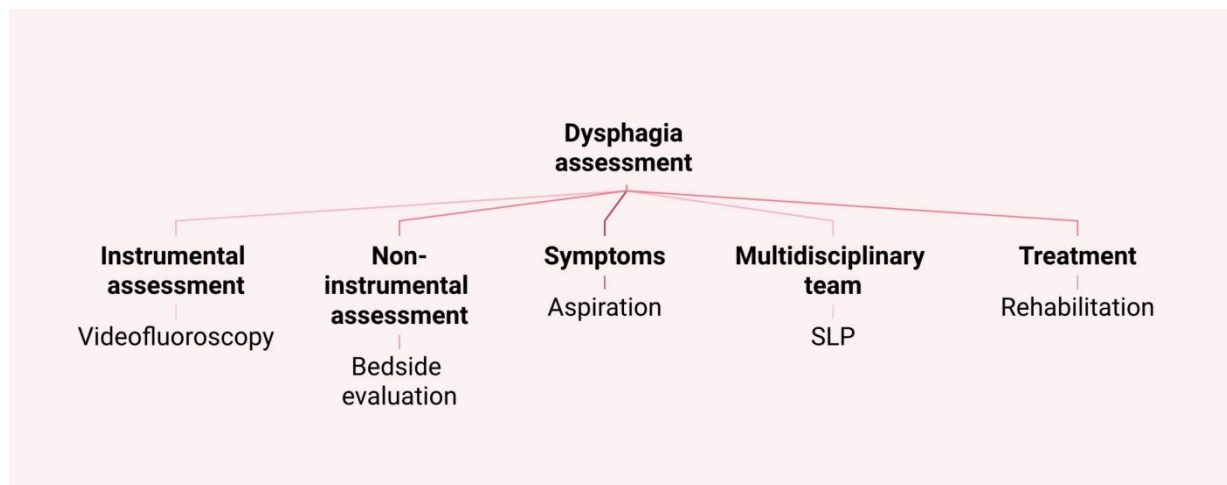 Dysphagia
assessment
Instrumental
assessment
Videofluoroscopy
Non-
instrumental
assessment
Bedside
evaluation
Symptoms
Aspiration
Multidisciplinary
team
SLP
Treatment
Rehabilitation